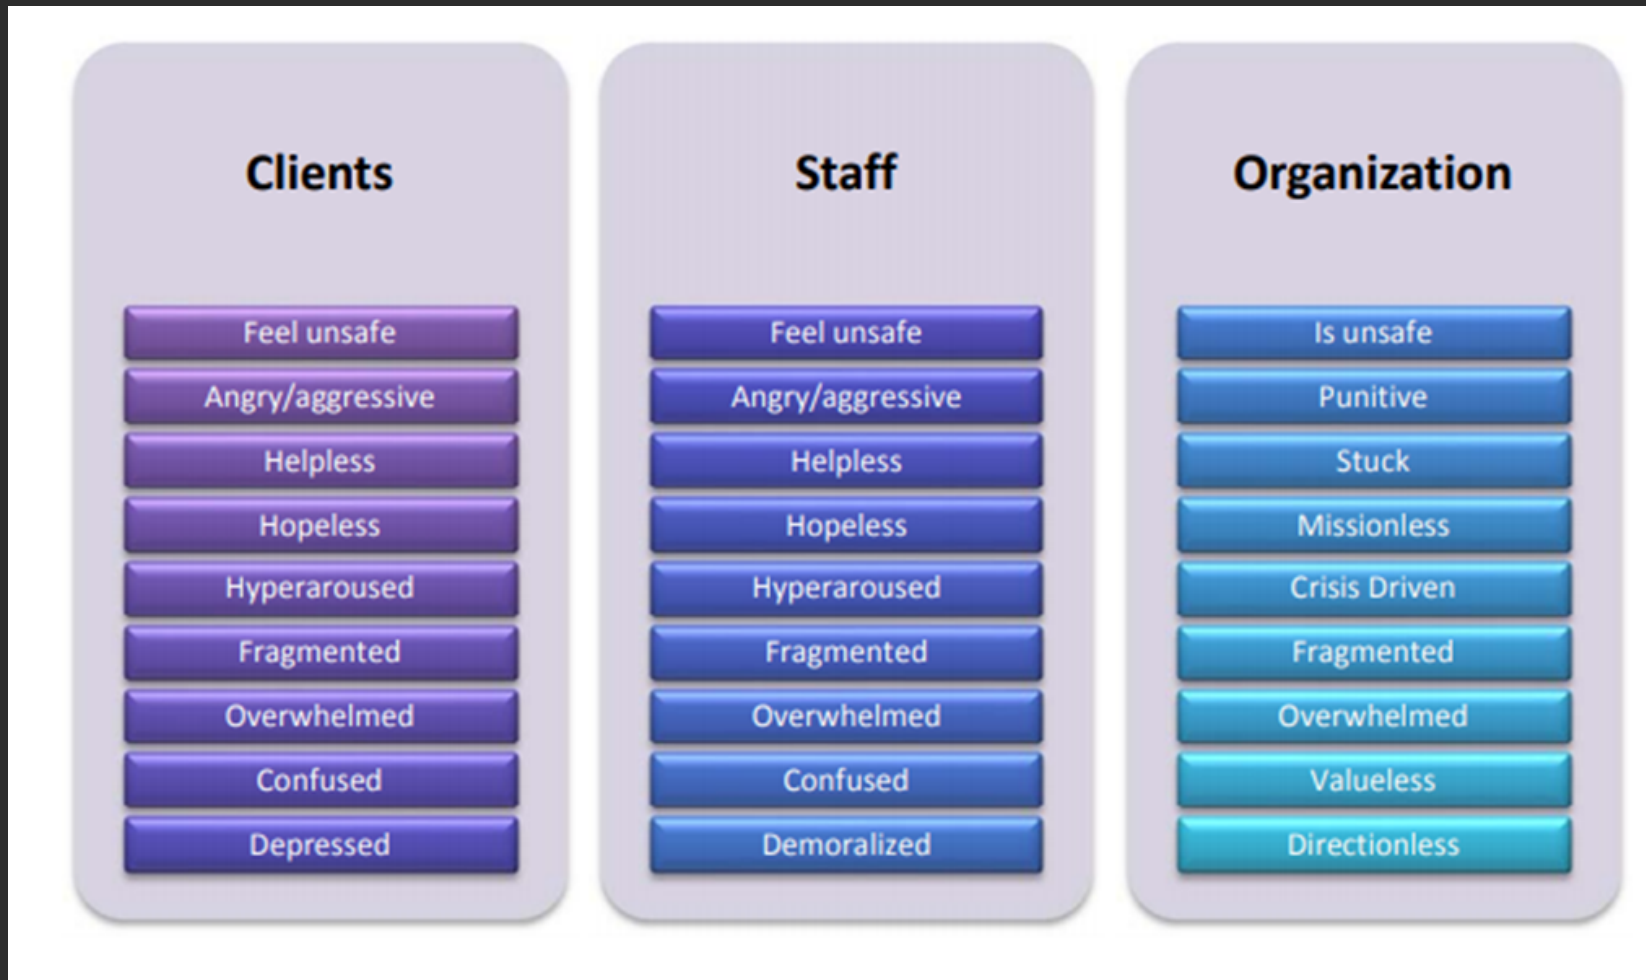 Clients
Feel unsafe
Angry/aggressive
Helpless
Hopeless
Hyperaroused
Fragmented
Overwhelmed
Confused
Depressed
Staff
Feel unsafe
Angry/aggressive
Helpless
Hopeless
Hyperaroused
Fragmented
Overwhelmed
Confused
Demoralized
Organization
Is unsafe
Punitive
Stuck
Missionless
Crisis Driven
Fragmented
Overwhelmed
Valueless
Directionless